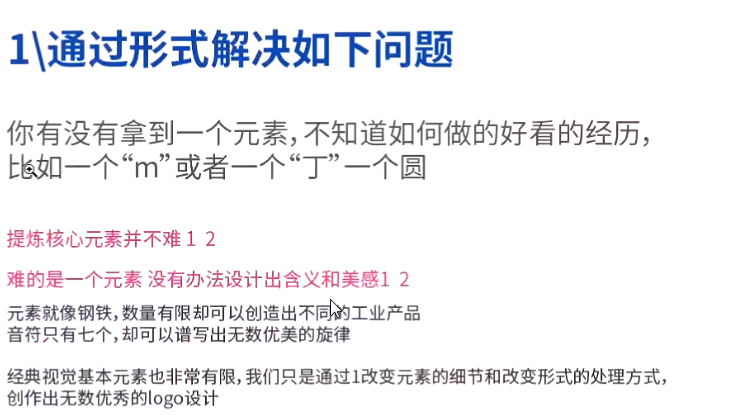 1\通过形式解决如下问题
你有没有拿到一个元素，不知道如何做的好看的经历，
比如一个“m”或者一个“丁”一个圆
提炼核心元素并不难 1  2
难的是一个元素 没有办法设计出含义和美感1  2
元素就像钢铁，数量有限却可以创造出不同的工业产品
音符只有七个，却可以谱写出无数优美的旋律
经典视觉基本元素也非常有限，我们只是通过1改变元素的细节和改变形式的处理方式，
创作出无数优秀的logo设计